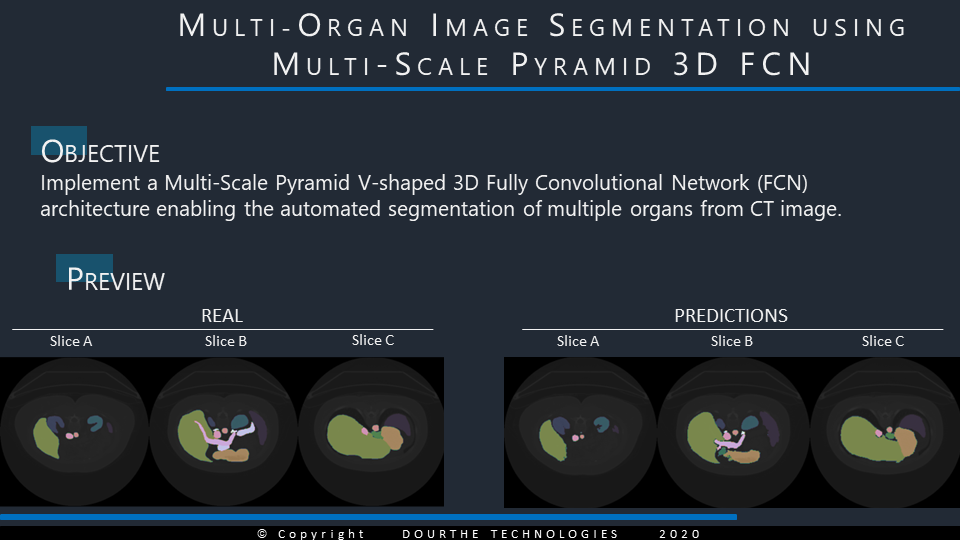 Multi-Organ Image Segmentation using
Multi-Scale Pyramid 3D FCN
Objective
Implement a Multi-Scale Pyramid V-shaped 3D Fully Convolutional Network (FCN)
architecture enabling the automated segmentation of multiple organs from CT image.
Preview
REAL
PREDICTIONS
Slice A
Slice B
Slice C
Slice A
Slice B
Slice C
© Copyright DOURTHE TECHNOLOGIES 2020